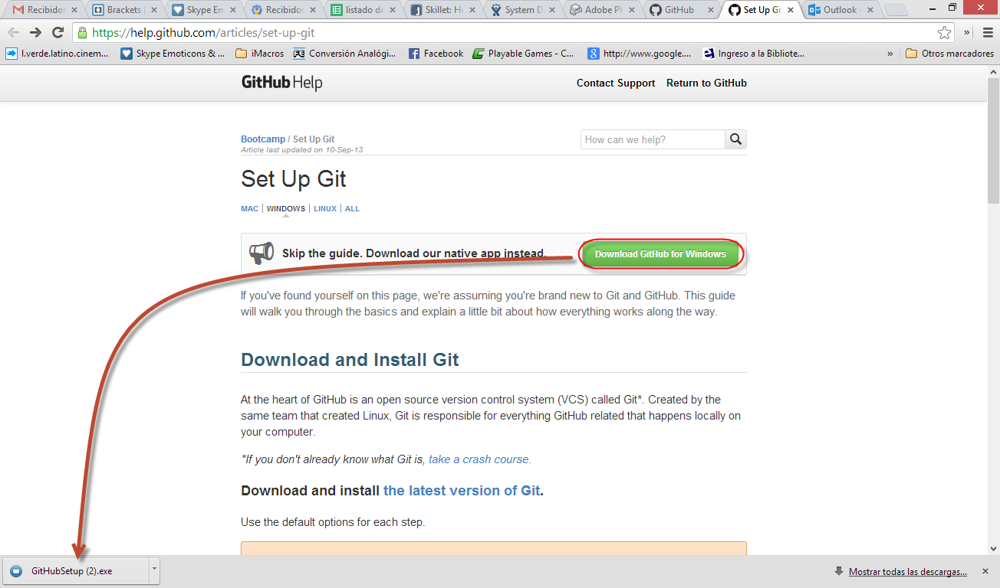 Recibidos
Brackets
Skype Em
Recibidos
listado de
Skillet: He
System D
Adobe Ph
GitHub
Set Up Git
Outlook
https://help.github.com/articles/set-up-git
l.verde.latino.cinem...
Skype Emoticons & ...
iMacros
Conversión Analógi...
Facebook
Playable Games - C...
http://www.google....
Ingreso a la Bibliote...
»
Otros marcadores
GitHub Help
Contact Support
Return to GitHub
Bootcamp / Set Up Git
Article last updated on 10-Sep-13
How can we help?
Set Up Git
MAC | WINDOWS | LINUX | ALL
Skip the guide. Download our native app instead.
Download GitHub for Windows
If you've found yourself on this page, we're assuming you're brand new to Git and GitHub. This guide
will walk you through the basics and explain a little bit about how everything works along the way.
Download and Install Git
At the heart of GitHub is an open source version control system (VCS) called Git*. Created by the
same team that created Linux, Git is responsible for everything GitHub related that happens locally on
your computer.
*If you don't already know what Git is, take a crash course.
Download and install the latest version of Git.
Use the default options for each step.
GitHubSetup (2).exe
Mostrar todas las descargas...